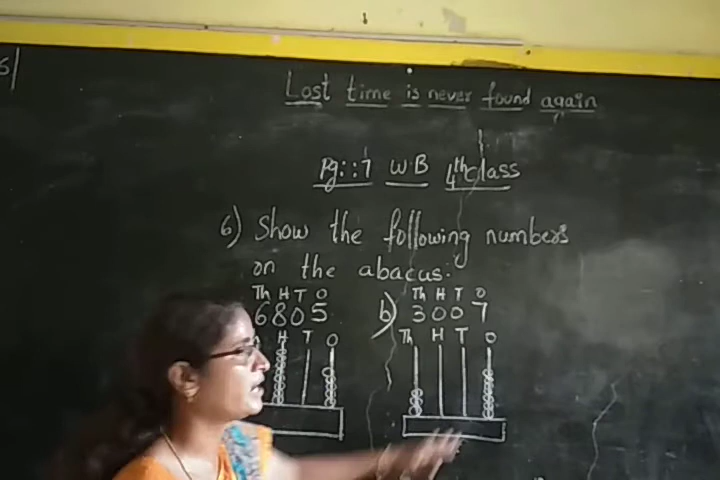 6)
Lost time is never found again
Pg::7 W.B 4th class
6) Show the following numbers
on the abacus:
Th H T O
6805
H T O
b) Th H T O
3007
Th H T O